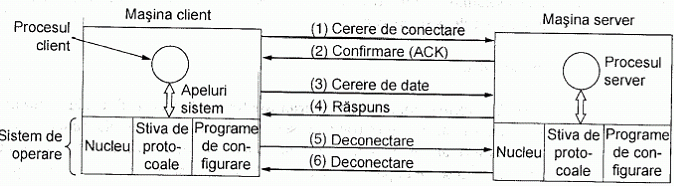 Maşina client
Maşina server
Procesul
client
(1) Cerere de conectare
(2) Confirmare (ACK)
(3) Cerere de date
(4) Răspuns
(5) Deconectare
(6) Deconectare
Apeluri
sistem
Procesul
server
Sistem de
operare
Nucleu
Stiva de
proto-
coale
Programe
de con-
figurare
Nucleu
Stiva de
proto-
coale
Programe
de con-
figurare